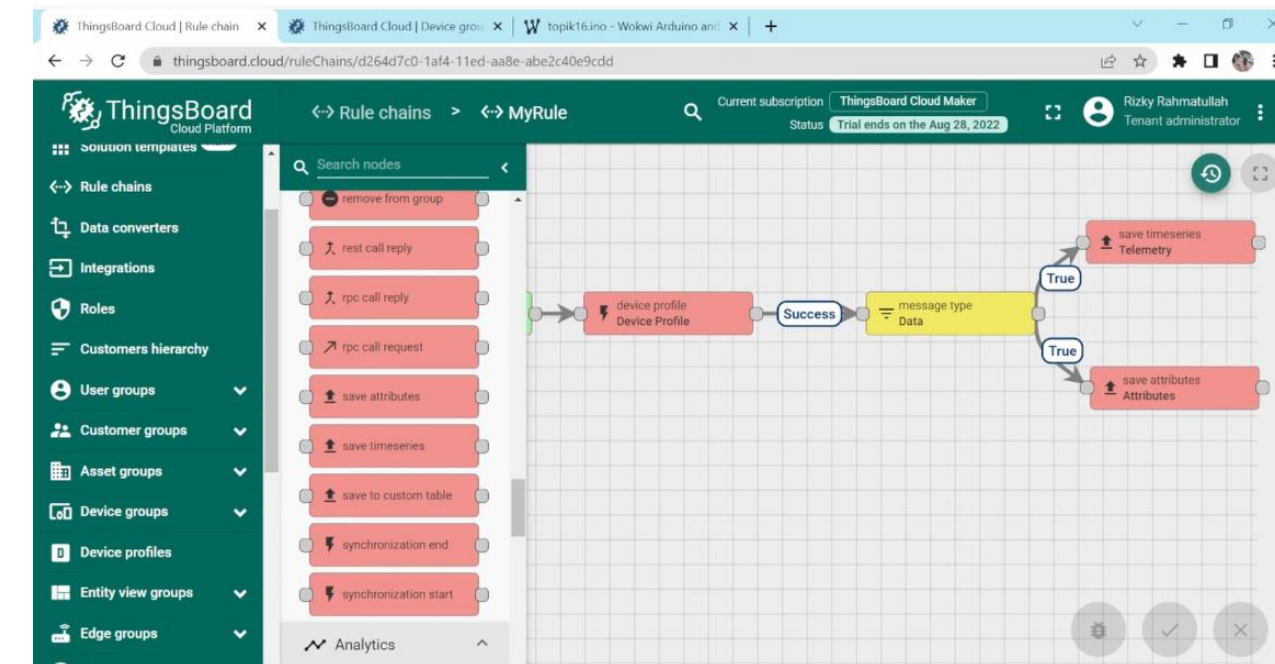 ThingsBoard Cloud | Rule chain
ThingsBoard Cloud | Device grou
topik16.ino - Wokwi Arduino and
thingsboard.cloud/ruleChains/d264d7c0-1af4-11ed-aa8e-abe2c40e9cdd
ThingsBoard
Cloud Platform
Rule chains > MyRule
Current subscription ThingsBoard Cloud Maker
Status Trial ends on the Aug 28, 2022
Rizky Rahmatullah
Tenant administrator
Solution templates
Rule chains
Data converters
Integrations
Roles
Customers hierarchy
User groups
Customer groups
Asset groups
Device groups
Device profiles
Entity view groups
Edge groups
Search nodes
remove from group
rest call reply
rpc call reply
rpc call request
save attributes
save timeseries
save to custom table
synchronization end
synchronization start
Analytics
device profile
Device Profile
Success
message type
Data
True
save timeseries
Telemetry
True
save attributes
Attributes